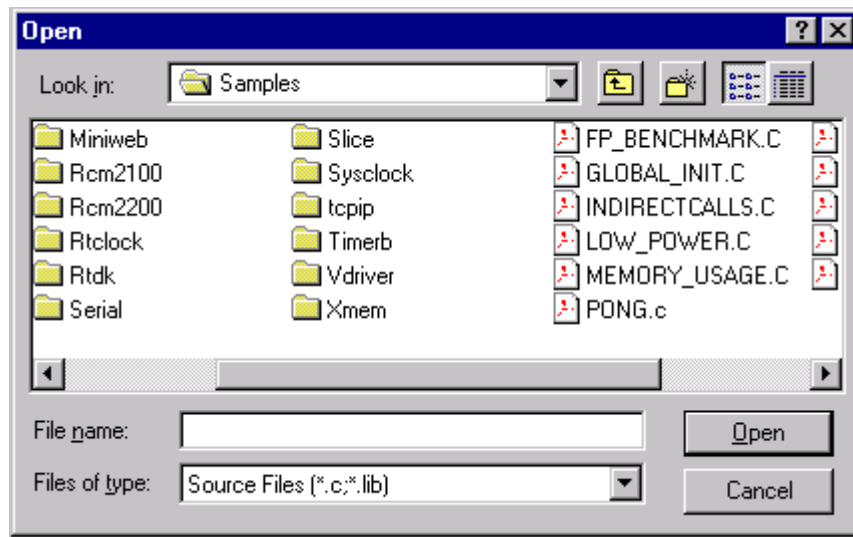 Open
Look in: Samples
Miniweb Slice FP_BENCHMARK.C
Rcm2100 Sysclock GLOBAL_INIT.C
Rcm2200 tcpip INDIRECTCALLS.C
Rtclock Timerb LOW_POWER.C
Rtdk Vdriver MEMORY_USAGE.C
Serial Xmem PONG.c
File name: Open
Files of type: Source Files (*.c;*.lib) Cancel